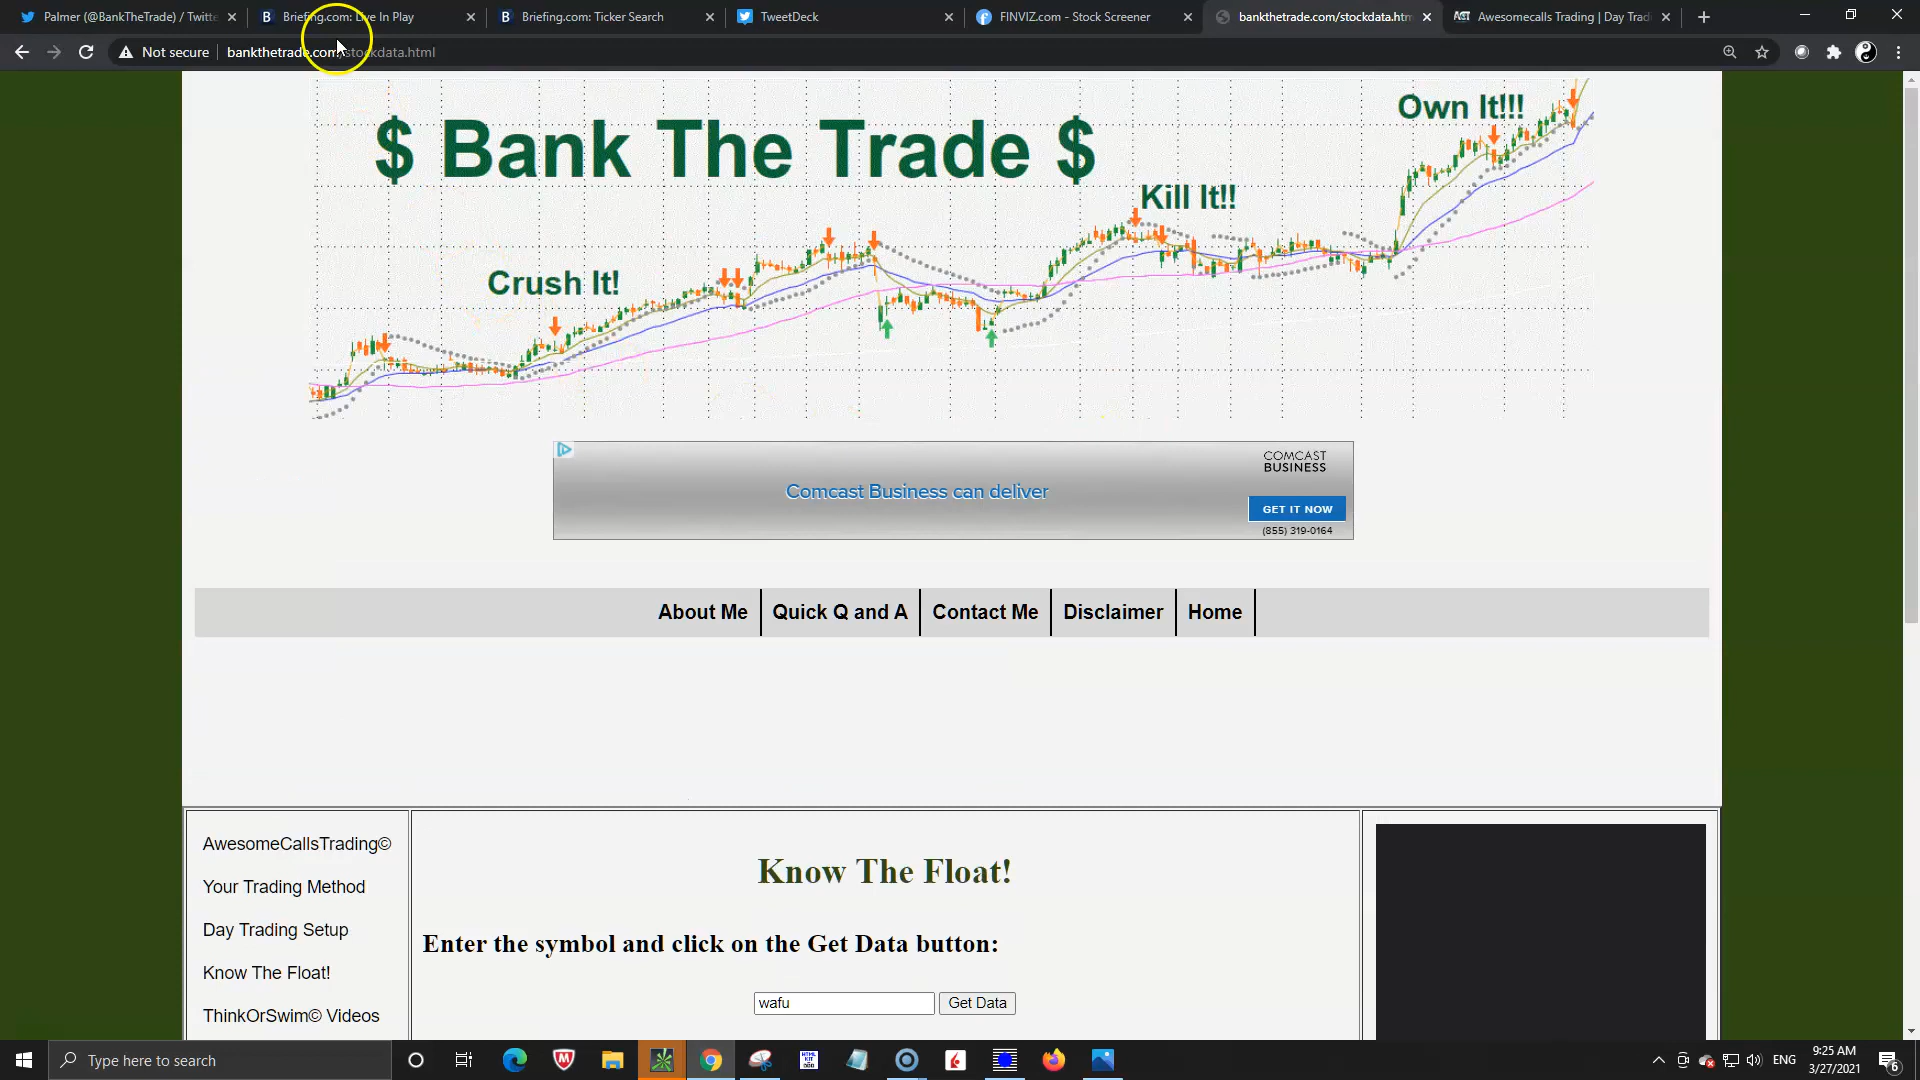 Palmer (@BankTheTrade) / Twitte
Briefing.com: Live In Play
Briefing.com: Ticker Search
TweetDeck
FINVIZ.com - Stock Screener
bankthetrade.com/stockdata.htm
Awesomecalls Trading | Day Trad
Not secure
bankthetrade.com/stockdata.html
$ Bank The Trade $
Own It!!!
Kill It!!
Crush It!
Comcast Business can deliver
COMCAST
BUSINESS
GET IT NOW
(855) 319-0164
About Me
Quick Q and A
Contact Me
Disclaimer
Home
AwesomeCallsTrading©
Your Trading Method
Day Trading Setup
Know The Float!
ThinkOrSwim© Videos
Know The Float!
Enter the symbol and click on the Get Data button:
wafu
Get Data
Type here to search
ENG
9:25 AM
3/27/2021
6